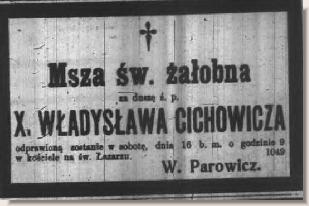 Msza św. żałobna
za duszę ś. p.
X. WŁADYSŁAWA CICHOWICZA
odprawioną zostanie w sobotę, dnia 16 b. m. o godzinie 9
w kościele na św. Łazarzu. 1049
W. Parowicz.